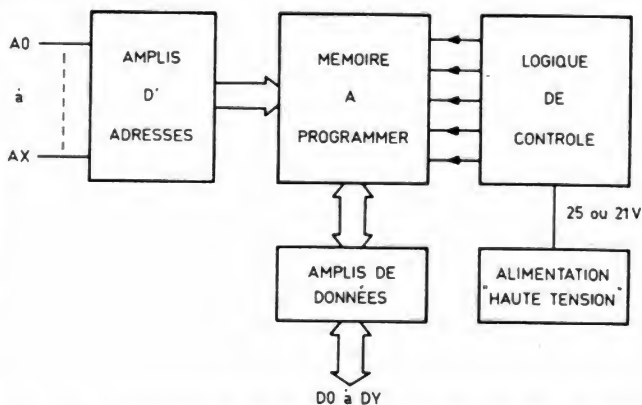 A0
à
AX
AMPLIS
D'
ADRESSES
MEMOIRE
A
PROGRAMMER
LOGIQUE
DE
CONTROLE
25 ou 21V
AMPLIS DE
DONNÉES
ALIMENTATION
"HAUTE TENSION"
D0 à DY